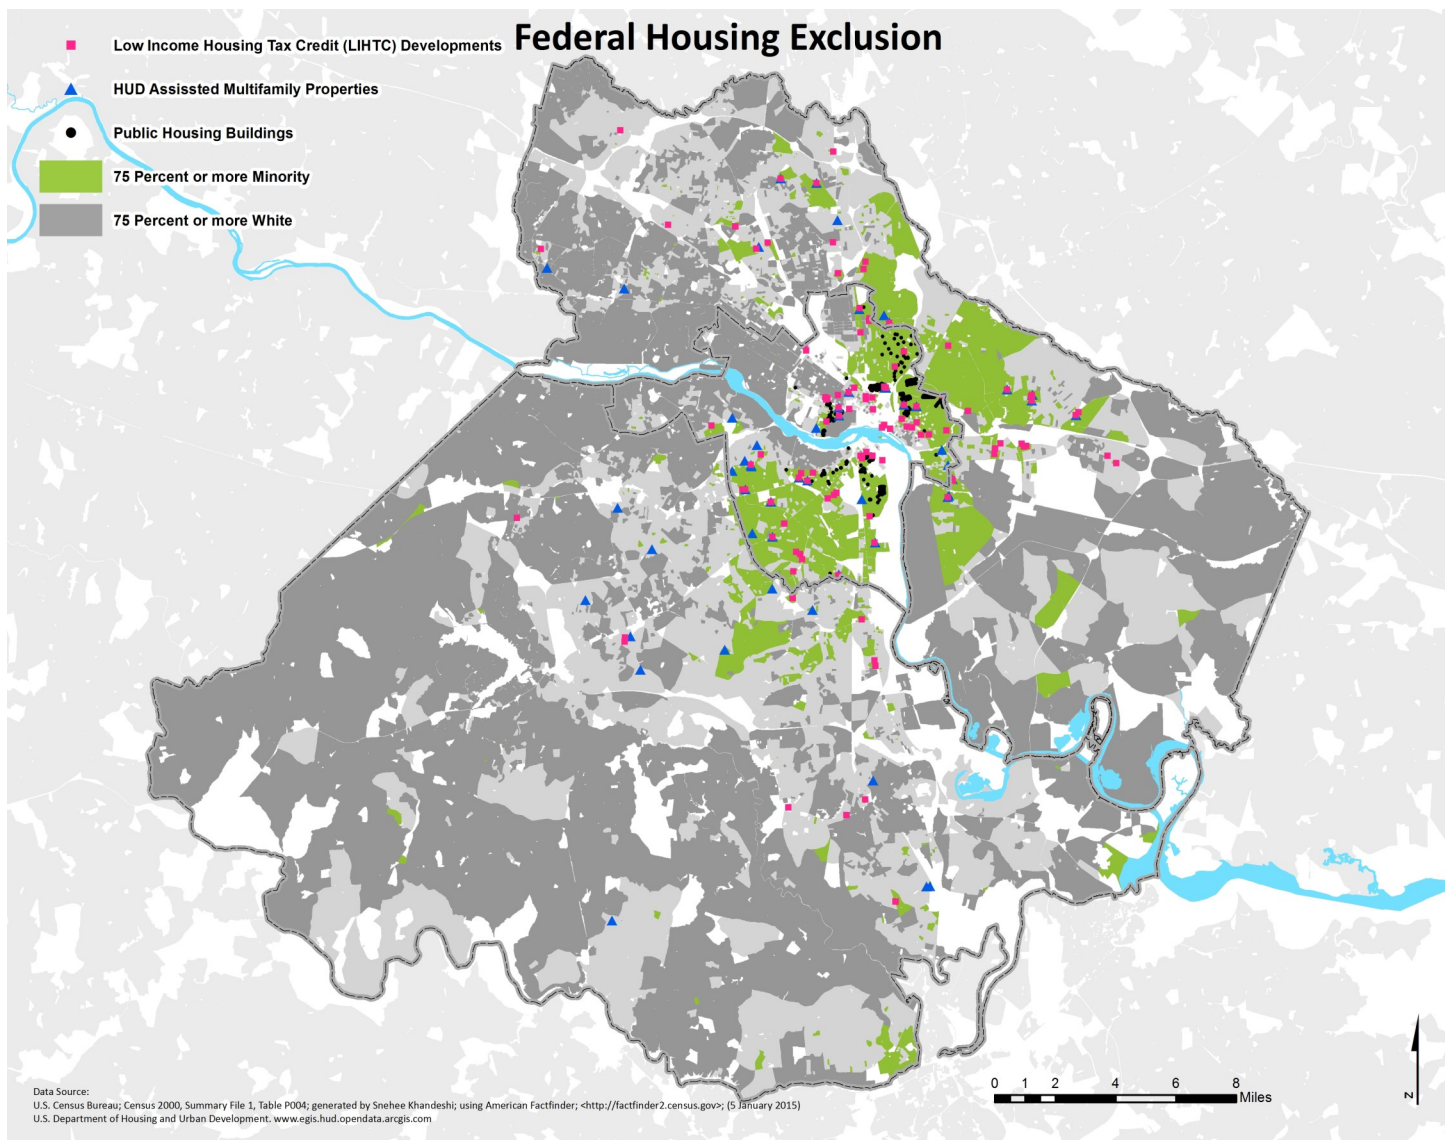 Federal Housing Exclusion
Low Income Housing Tax Credit (LIHTC) Developments
HUD Assissted Multifamily Properties
Public Housing Buildings
75 Percent or more Minority
75 Percent or more White
0 1 2 4 6 8
Miles
N
Data Source:
U.S. Census Bureau; Census 2000, Summary File 1, Table P004; generated by Snehee Khandeshi; using American Factfinder; <http://factfinder2.census.gov>; (5 January 2015)
U.S. Department of Housing and Urban Development. www.egis.hud.opendata.arcgis.com